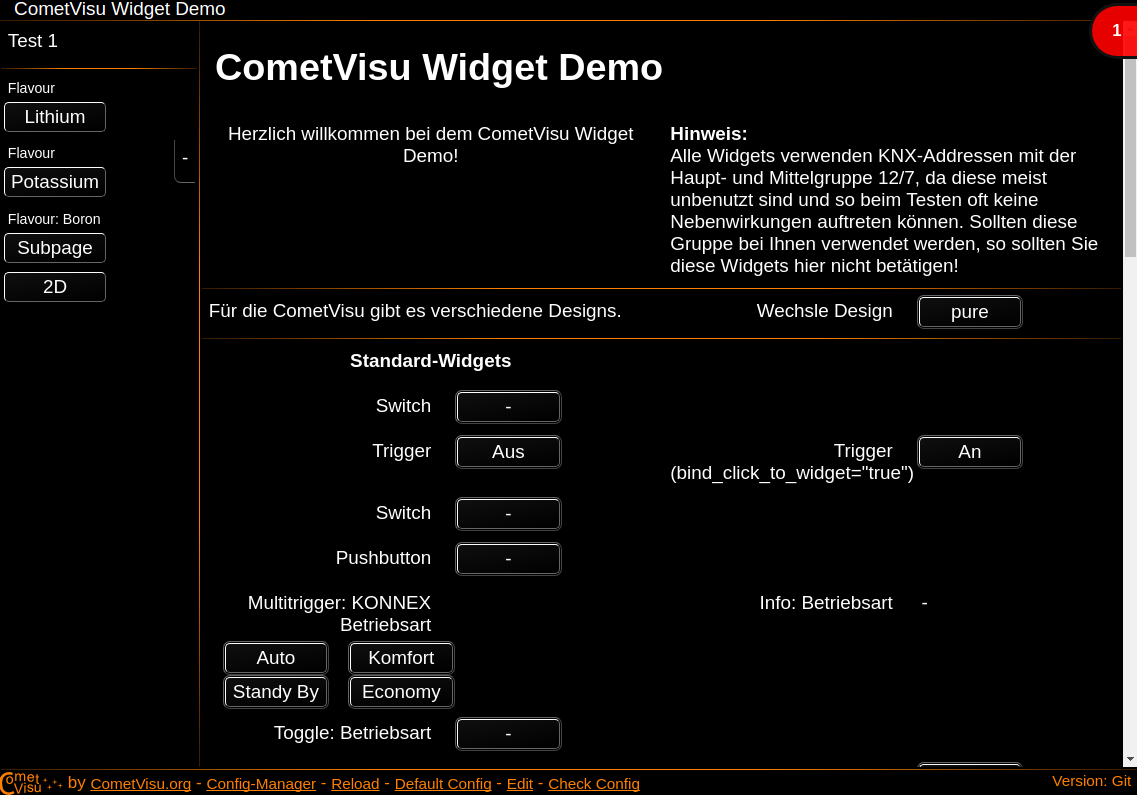 CometVisu Widget Demo
1
Test 1
Flavour
Lithium
Flavour
Potassium
-
Flavour: Boron
Subpage
2D
CometVisu Widget Demo
Herzlich willkommen bei dem CometVisu Widget
Demo!
Hinweis:
Alle Widgets verwenden KNX-Addressen mit der
Haupt- und Mittelgruppe 12/7, da diese meist
unbenutzt sind und so beim Testen oft keine
Nebenwirkungen auftreten können. Sollten diese
Gruppe bei Ihnen verwendet werden, so sollten Sie
diese Widgets hier nicht betätigen!
Für die CometVisu gibt es verschiedene Designs.
Wechsle Design pure
Standard-Widgets
Switch -
Trigger Aus
Trigger An
(bind_click_to_widget="true")
Switch -
Pushbutton -
Multitrigger: KONNEX
Betriebsart
Info: Betriebsart -
Auto Komfort
Standy By Economy
Toggle: Betriebsart -
Comet Visu by CometVisu.org - Config-Manager - Reload - Default Config - Edit - Check Config
Version: Git